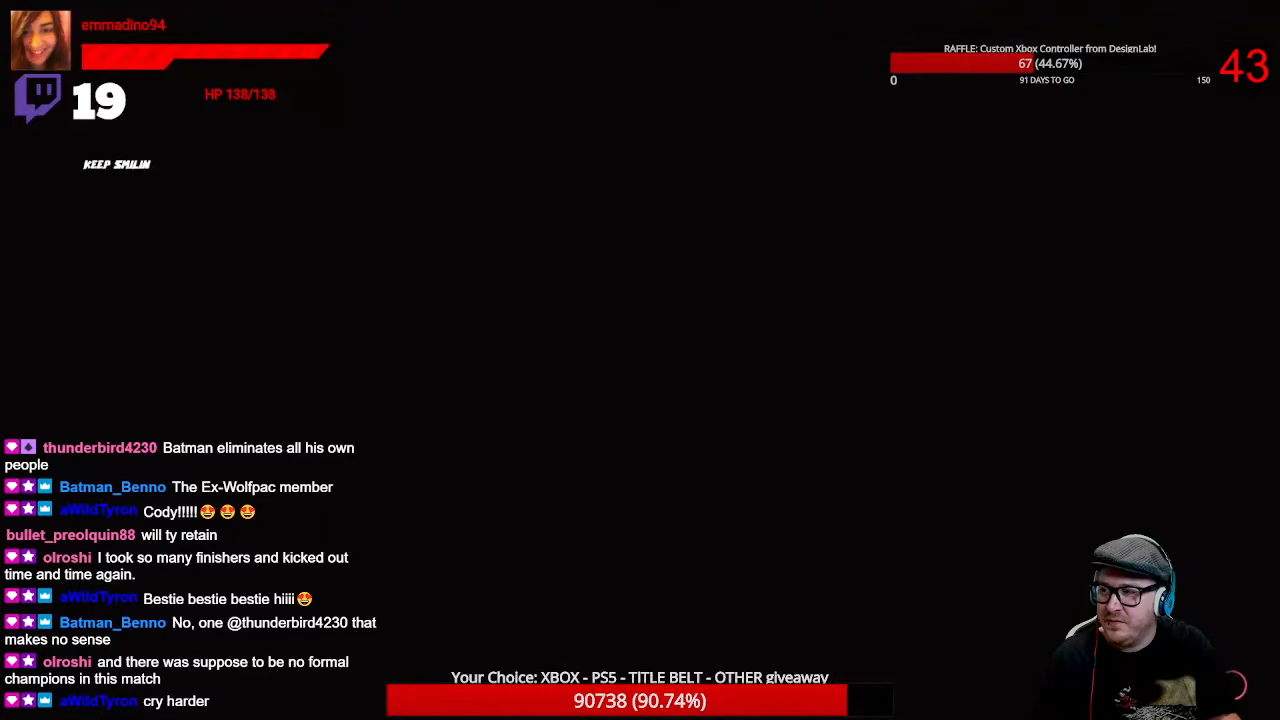 emmadino94
19
HP 138/138
KEEP SMILIN
RAFFLE: Custom Xbox Controller from DesignLab!
67 (44.67%)
43
0
91 DAYS TO GO
150
thunderbird4230 Batman eliminates all his own
people
Batman_Benno The Ex-Wolfpac member
aWildTyron Cody!!!!!😍 😍 😍
bullet_preolquin88 will ty retain
olroshi I took so many finishers and kicked out
time and time again.
aWildTyron Bestie bestie bestie hiiii😍
Batman_Benno No, one @thunderbird4230 that
makes no sense
olroshi and there was suppose to be no formal
champions in this match
aWildTyron cry harder
Your Choice: XBOX - PS5 - TITLE BELT - OTHER giveaway
90738 (90.74%)